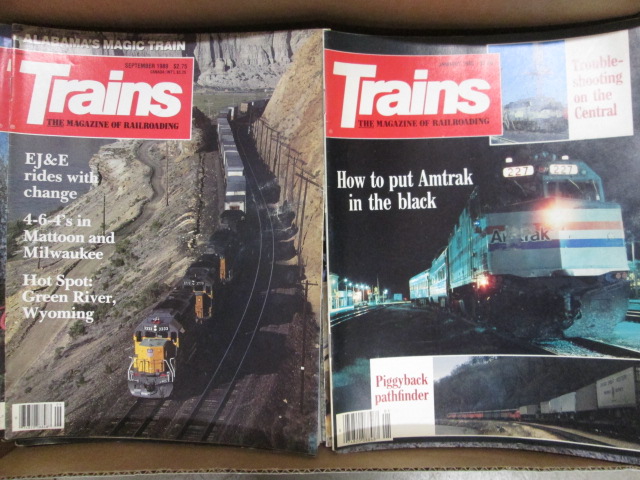 ALABAMA'S MAGIC TRAIN
SEPTEMBER 1989 $2.75
Trains
THE MAGAZINE OF RAILROADING
EJ&E
rides with
change
4-6-4's in
Mattoon and
Milwaukee
Hot Spot:
Green River,
Wyoming
Trains
THE MAGAZINE OF RAILROADING
Trouble-
shooting
on the
Central
How to put Amtrak
in the black
227
227
Amtrak
Piggyback
pathfinder